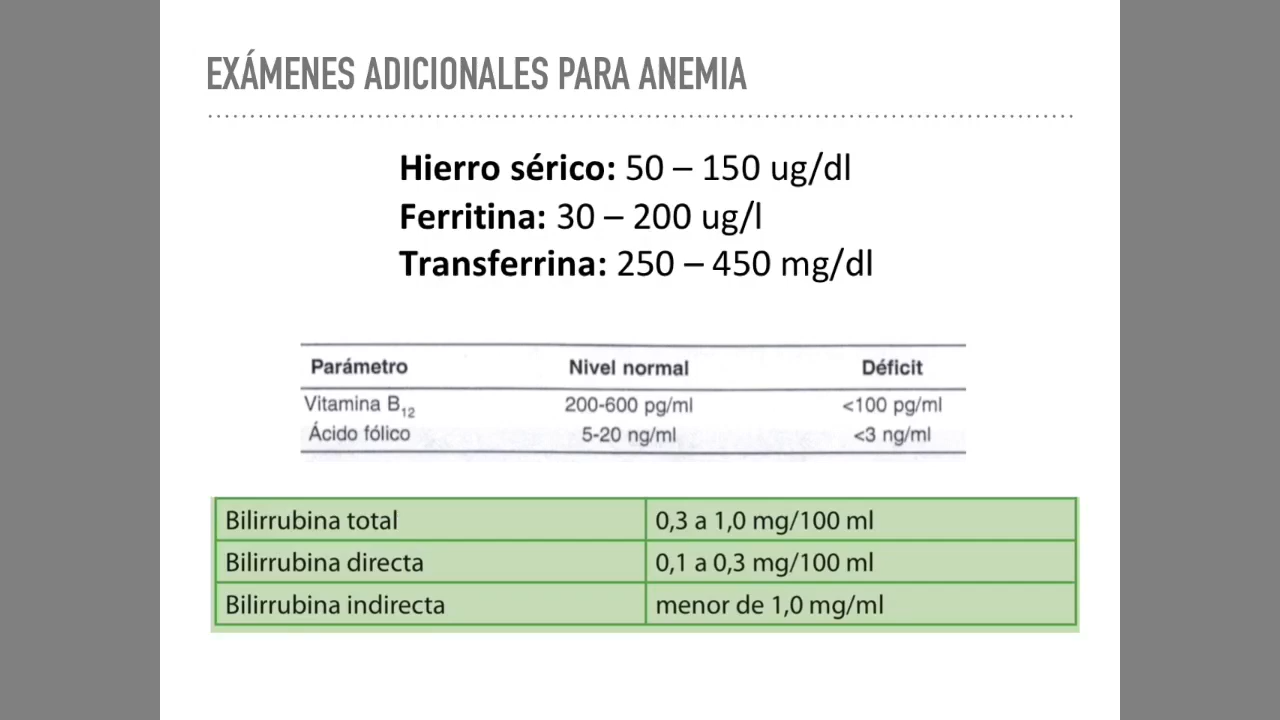 EXÁMENES ADICIONALES PARA ANEMIA
Hierro sérico: 50 – 150 ug/dl
Ferritina: 30 – 200 ug/l
Transferrina: 250 – 450 mg/dl
Parámetro Nivel normal Déficit
Vitamina B12 200-600 pg/ml <100 pg/ml
Ácido fólico 5-20 ng/ml <3 ng/ml
Bilirrubina total 0,3 a 1,0 mg/100 ml
Bilirrubina directa 0,1 a 0,3 mg/100 ml
Bilirrubina indirecta menor de 1,0 mg/ml